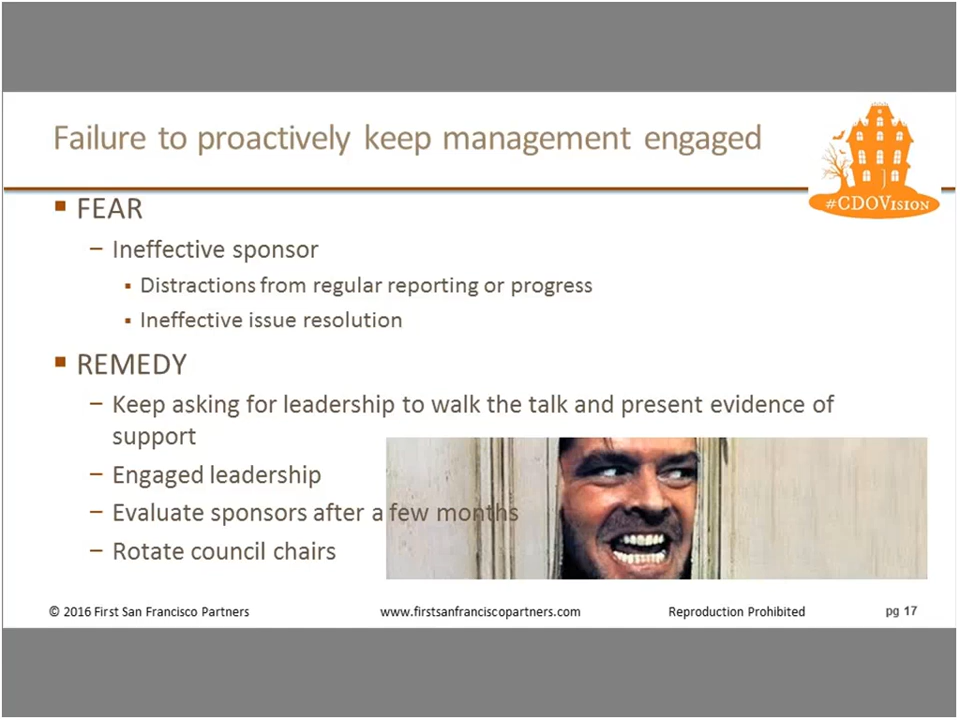 Failure to proactively keep management engaged
#CDOVision
▪ FEAR
– Ineffective sponsor
▪ Distractions from regular reporting or progress
▪ Ineffective issue resolution
▪ REMEDY
– Keep asking for leadership to walk the talk and present evidence of
support
– Engaged leadership
– Evaluate sponsors after a few months
– Rotate council chairs
© 2016 First San Francisco Partners www.firstsanfranciscopartners.com Reproduction Prohibited pg 17